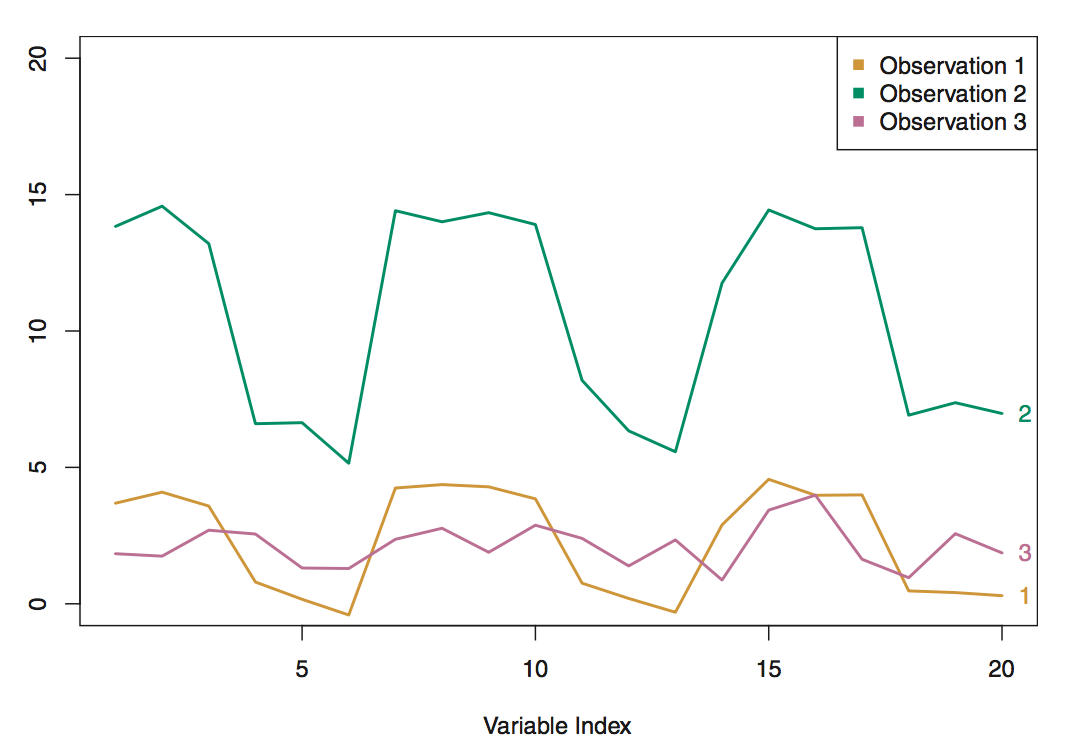 Observation 1
Observation 2
Observation 3
20
15
10
5
0
2
3
1
5 10 15 20
Variable Index